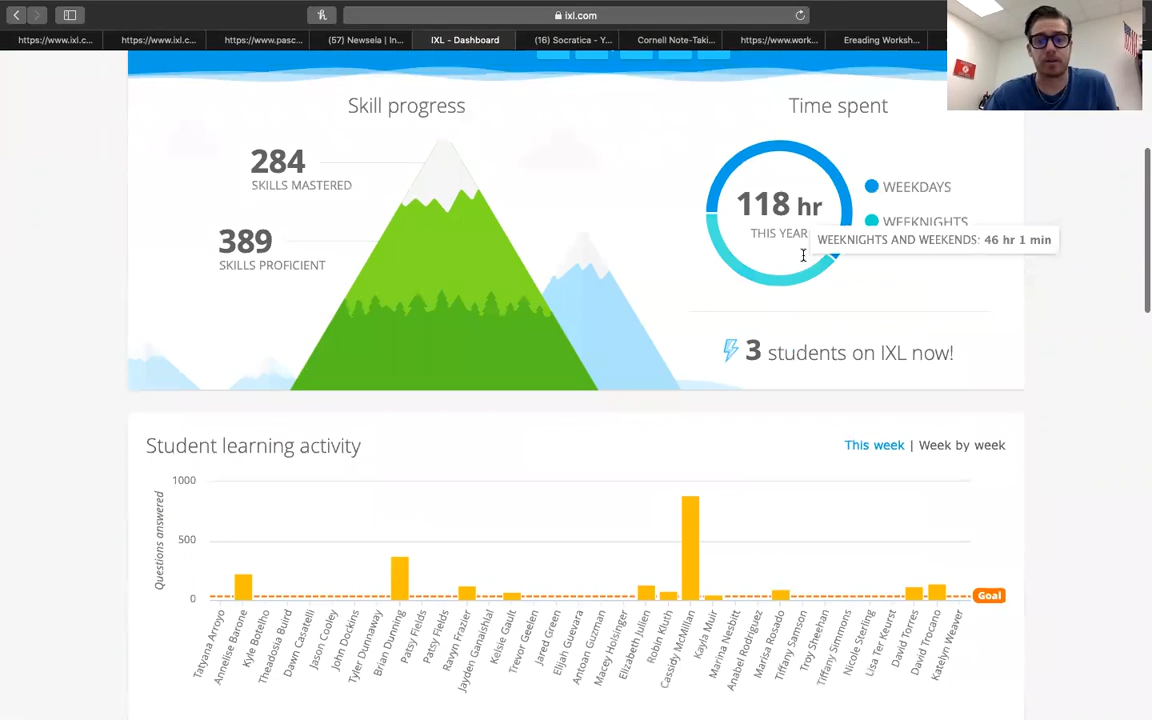 ixl.com
https://www.ixl.c...
https://www.ixl.c...
https://www.pasc...
(57) Newsela | In...
IXL - Dashboard
(16) Socratica - Y...
Cornell Note-Taki...
https://www.work...
Ereading Worksh...
Skill progress
284
SKILLS MASTERED
389
SKILLS PROFICIENT
Time spent
118 hr
THIS YEAR
WEEKDAYS
WEEKNIGHTS
WEEKNIGHTS AND WEEKENDS: 46 hr 1 min
3 students on IXL now!
Student learning activity
This week | Week by week
Questions answered
1000
500
0
Goal
Tatyana Arroyo
Annelise Barone
Kyle Botelho
Theadosia Buird
Dawn Casatelli
Jason Cooley
John Dockins
Tyler Dunnaway
Brian Dunning
Patsy Fields
Patsy Fields
Ravyn Frazier
Jayden Gonaishlal
Kelsie Gault
Trevor Geelen
Jared Green
Elijah Guevara
Antoan Guzman
Macey Holsinger
Elizabeth Julien
Robin Kluth
Cassidy McMillan
Kayla Muir
Marina Nesbitt
Anabel Rodriguez
Marisa Rosado
Tiffany Samson
Troy Sheehan
Tiffany Simmons
Nicole Sterling
Lisa Ter Keurst
David Torres
David Trocano
Katelyn Weaver